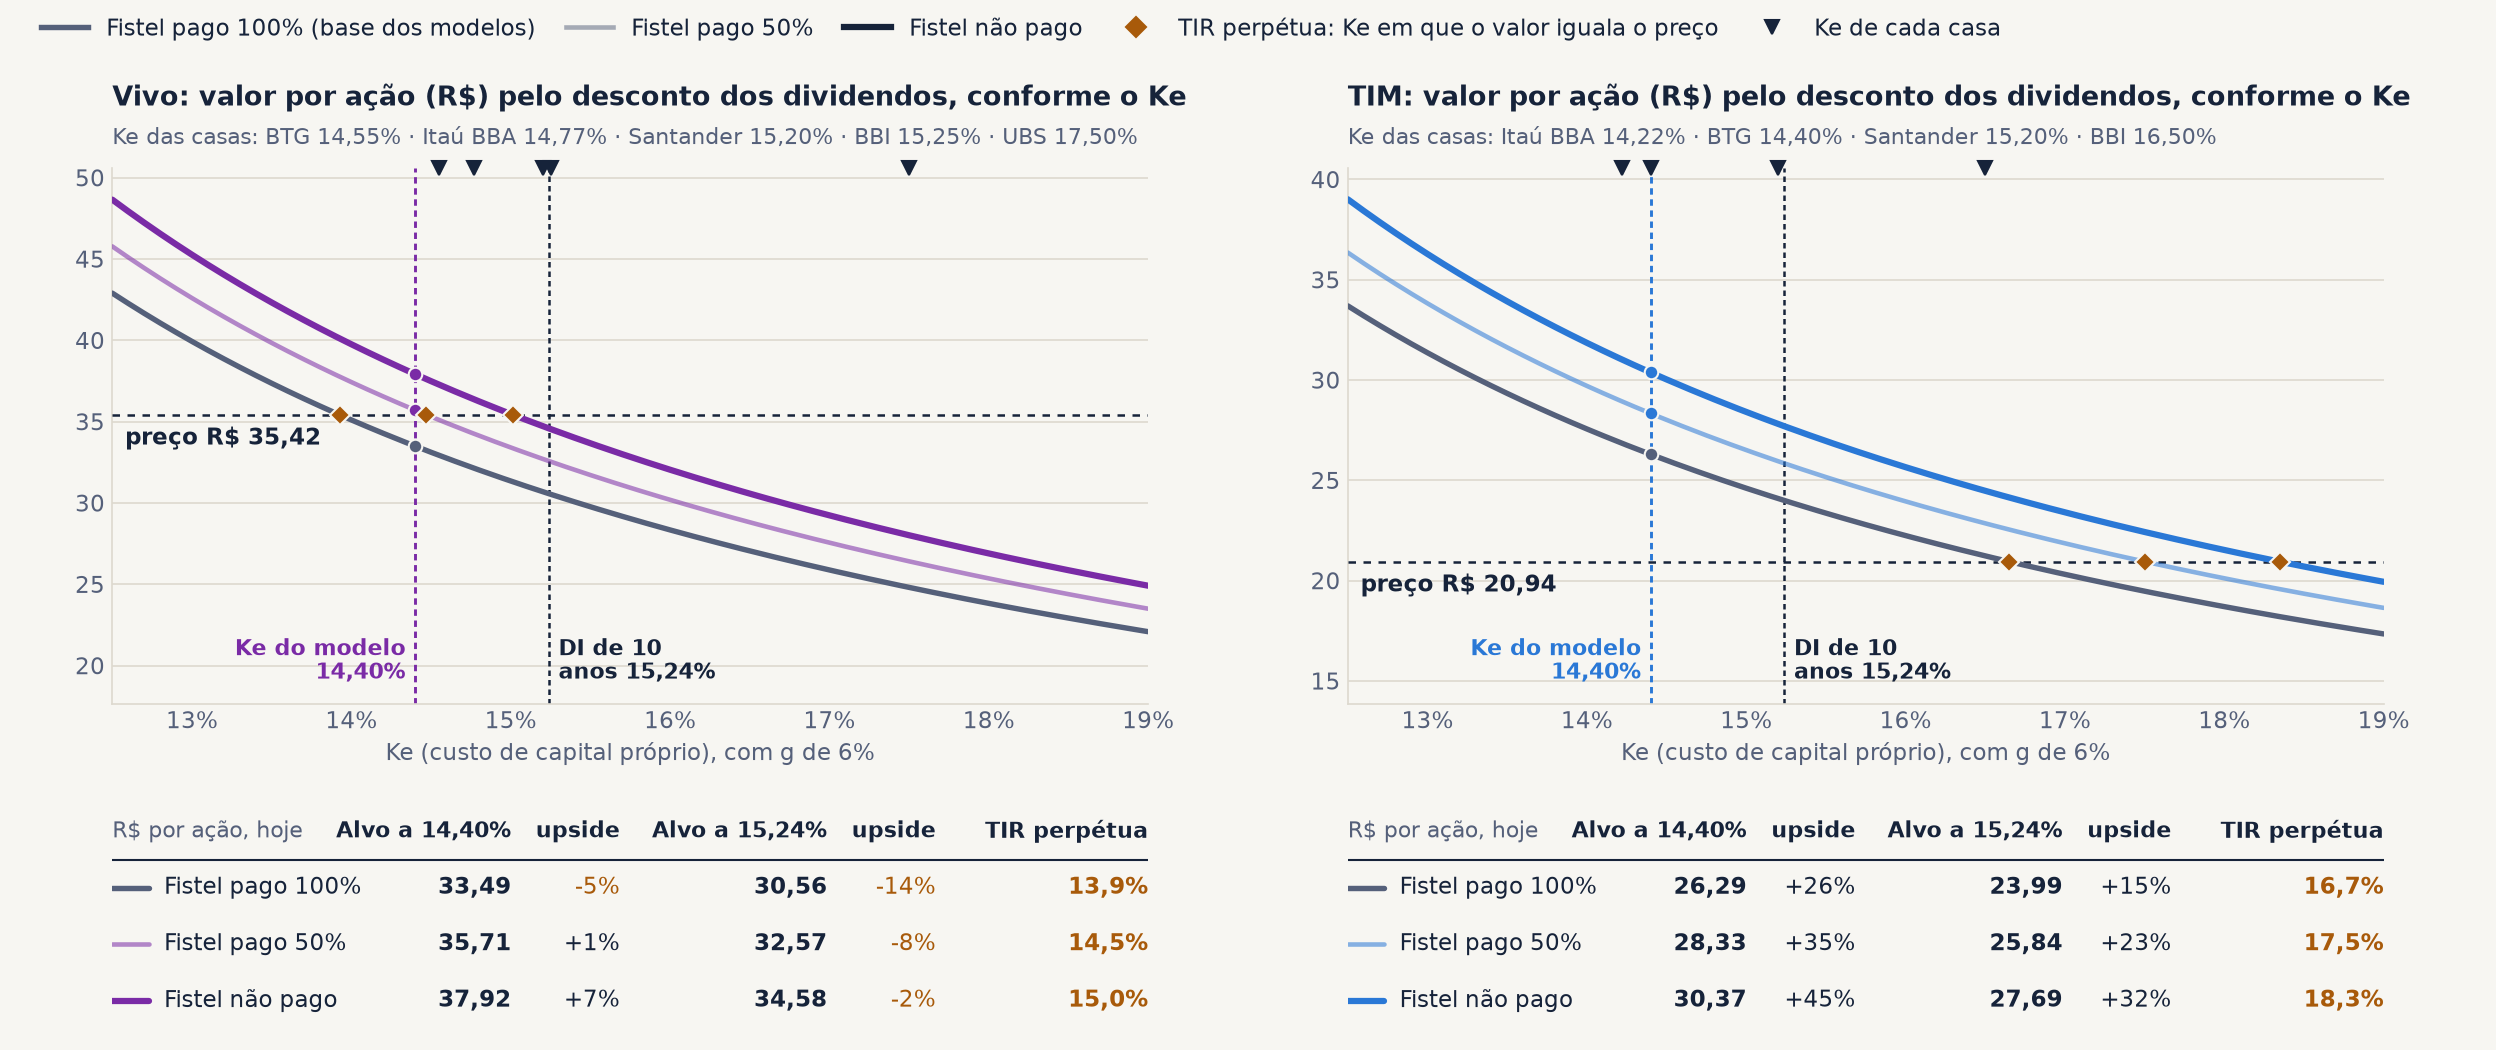 Fistel pago 100% (base dos modelos) Fistel pago 50% Fistel não pago TIR perpétua: Ke em que o valor iguala o preço Ke de cada casa
Vivo: valor por ação (R$) pelo desconto dos dividendos, conforme o Ke
Ke das casas: BTG 14,55% · Itaú BBA 14,77% · Santander 15,20% · BBI 15,25% · UBS 17,50%
50
45
40
35
30
25
20
preço R$ 35,42
Ke do modelo
14,40%
DI de 10
anos 15,24%
13% 14% 15% 16% 17% 18% 19%
Ke (custo de capital próprio), com g de 6%
R$ por ação, hoje Alvo a 14,40% upside Alvo a 15,24% upside TIR perpétua
Fistel pago 100% 33,49 -5% 30,56 -14% 13,9%
Fistel pago 50% 35,71 +1% 32,57 -8% 14,5%
Fistel não pago 37,92 +7% 34,58 -2% 15,0%
TIM: valor por ação (R$) pelo desconto dos dividendos, conforme o Ke
Ke das casas: Itaú BBA 14,22% · BTG 14,40% · Santander 15,20% · BBI 16,50%
40
35
30
25
20
15
preço R$ 20,94
Ke do modelo
14,40%
DI de 10
anos 15,24%
13% 14% 15% 16% 17% 18% 19%
Ke (custo de capital próprio), com g de 6%
R$ por ação, hoje Alvo a 14,40% upside Alvo a 15,24% upside TIR perpétua
Fistel pago 100% 26,29 +26% 23,99 +15% 16,7%
Fistel pago 50% 28,33 +35% 25,84 +23% 17,5%
Fistel não pago 30,37 +45% 27,69 +32% 18,3%